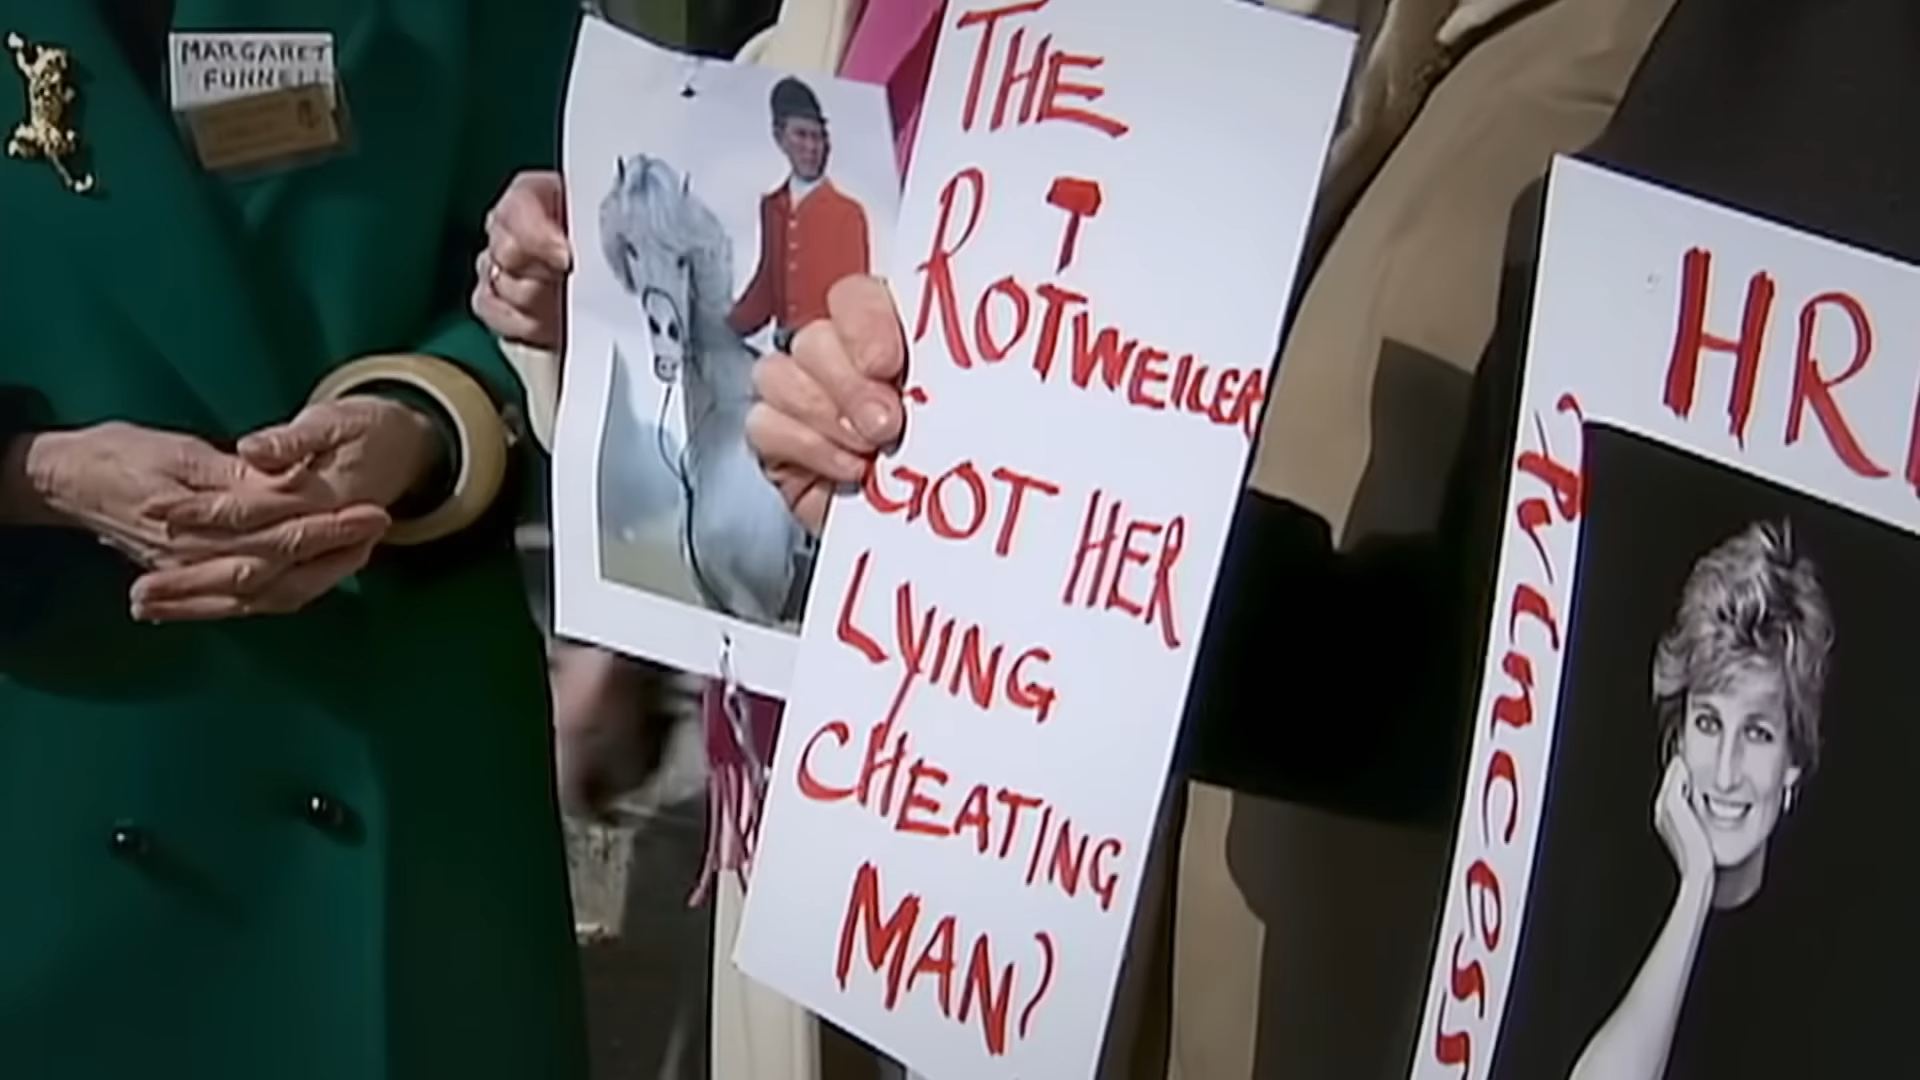 MARGARET
FUNNELL
THE
T
ROTWEILER
GOT HER
LYING
CHEATING
MAN?
HR
Princess